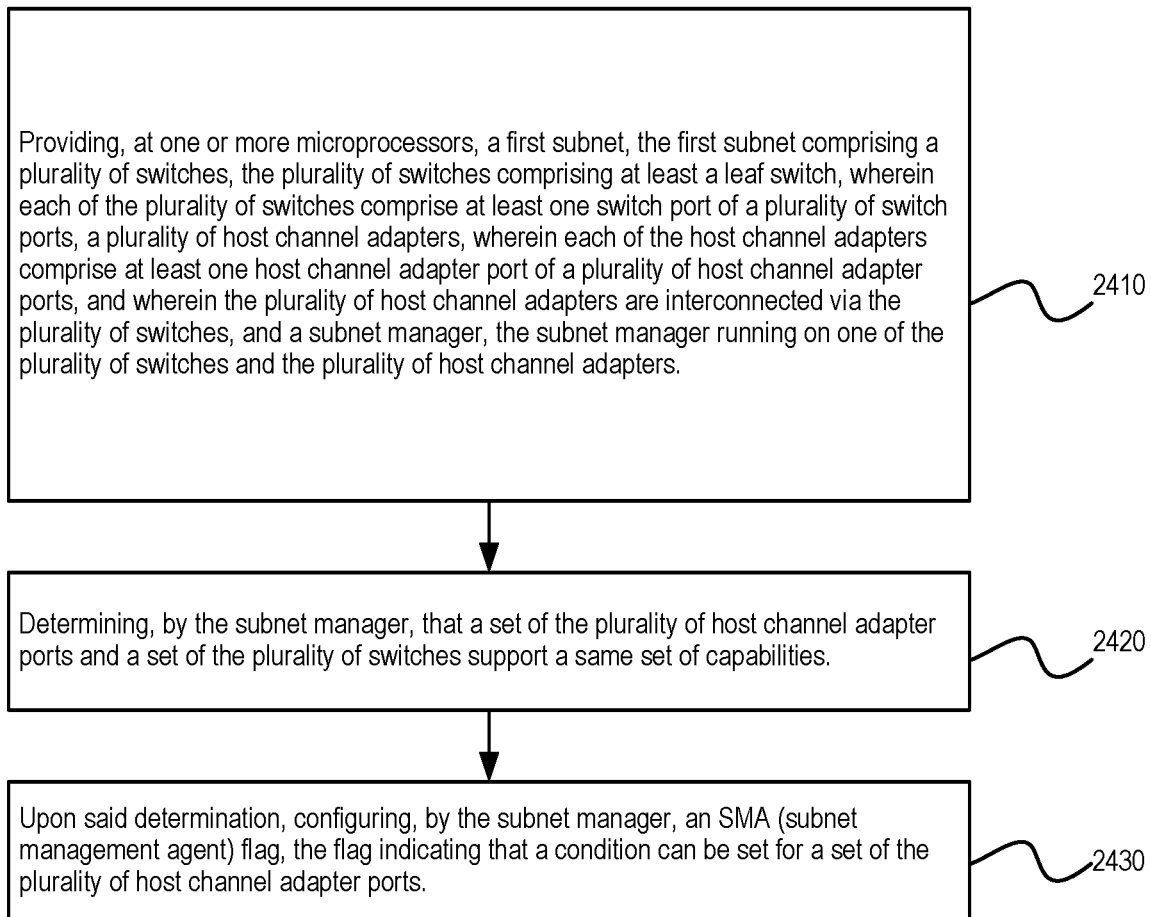 Providing, at one or more microprocessors, a first subnet, the first subnet comprising a
plurality of switches, the plurality of switches comprising at least a leaf switch, wherein
each of the plurality of switches comprise at least one switch port of a plurality of switch
ports, a plurality of host channel adapters, wherein each of the host channel adapters
comprise at least one host channel adapter port of a plurality of host channel adapter
ports, and wherein the plurality of host channel adapters are interconnected via the
plurality of switches, and a subnet manager, the subnet manager running on one of the
plurality of switches and the plurality of host channel adapters.
2410
Determining, by the subnet manager, that a set of the plurality of host channel adapter
ports and a set of the plurality of switches support a same set of capabilities.
2420
Upon said determination, configuring, by the subnet manager, an SMA (subnet
management agent) flag, the flag indicating that a condition can be set for a set of the
plurality of host channel adapter ports.
2430